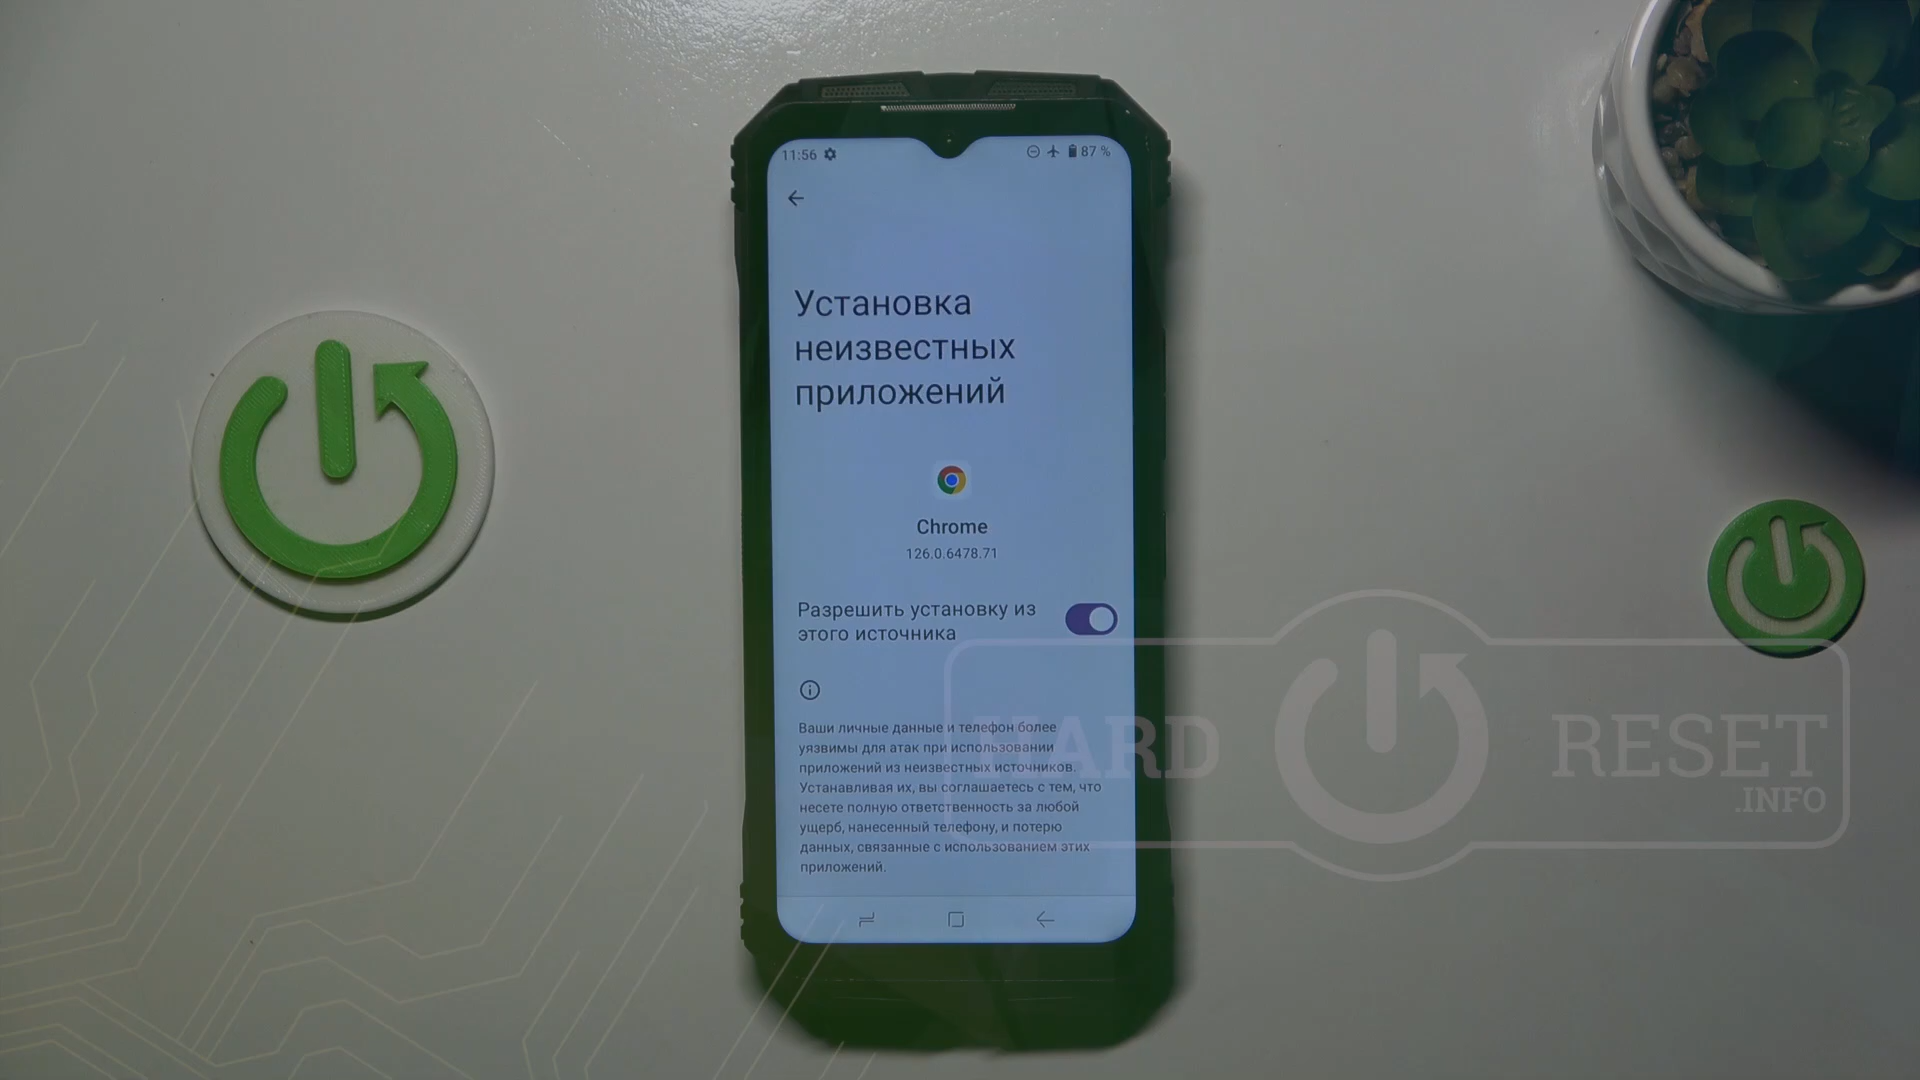 11:56
87 %
Установка
неизвестных
приложений
Chrome
126.0.6478.71
Разрешить установку из
этого источника
Ваши личные данные и телефон более
уязвимы для атак при использовании
приложений из неизвестных источников.
Устанавливая их, вы соглашаетесь с тем, что
несете полную ответственность за любой
ущерб, нанесенный телефону, и потерю
данных, связанные с использованием этих
приложений.
HARD RESET
.INFO